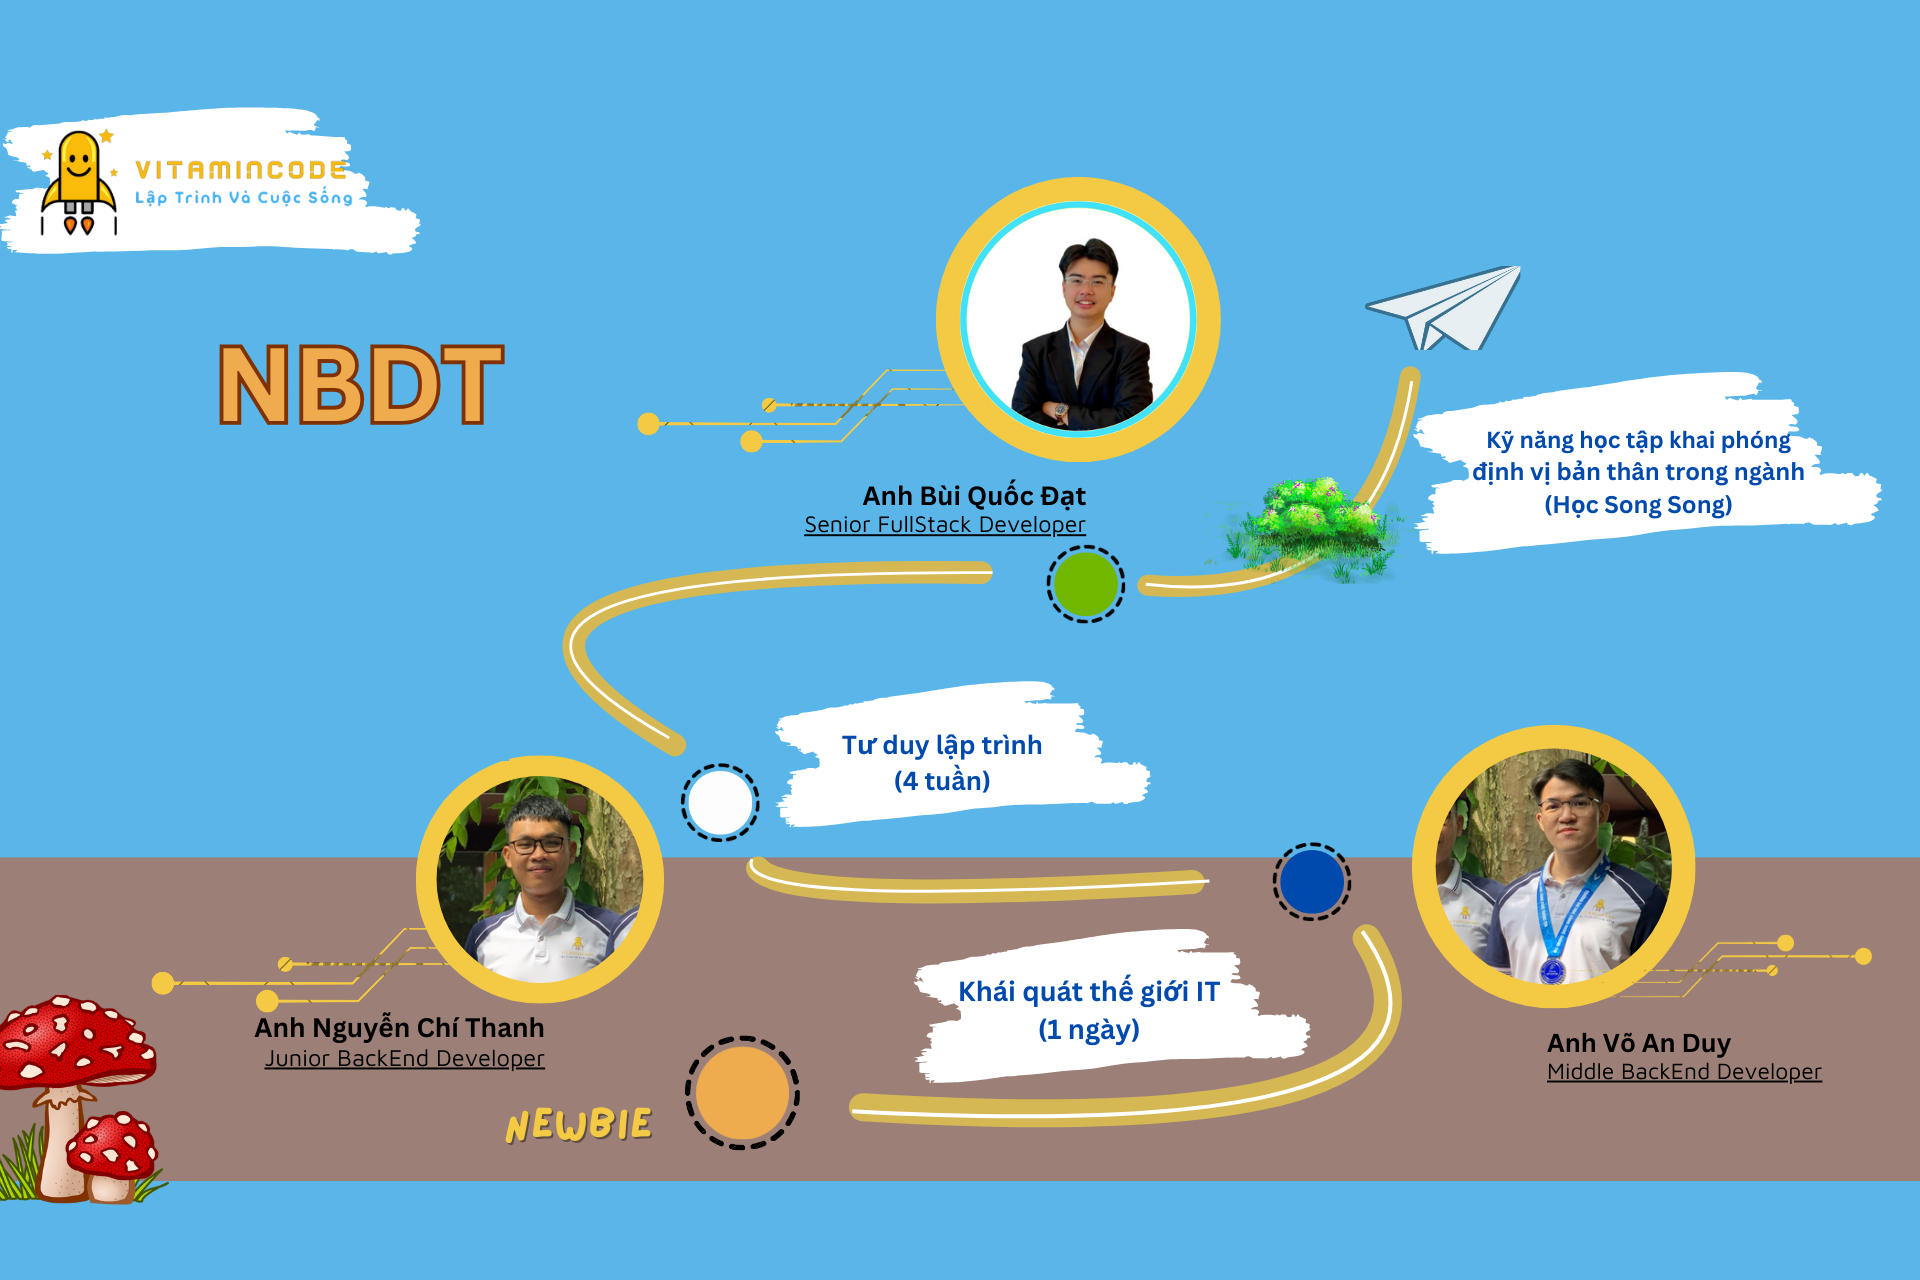 VITAMINCODE
Lập Trình Và Cuộc Sống
NBDT
Kỹ năng học tập khai phóng
định vị bản thân trong ngành
(Học Song Song)
Anh Bùi Quốc Đạt
Senior FullStack Developer
Tư duy lập trình
(4 tuần)
Khái quát thế giới IT
(1 ngày)
Anh Nguyễn Chí Thanh
Junior BackEnd Developer
Anh Võ An Duy
Middle BackEnd Developer
NEWBIE